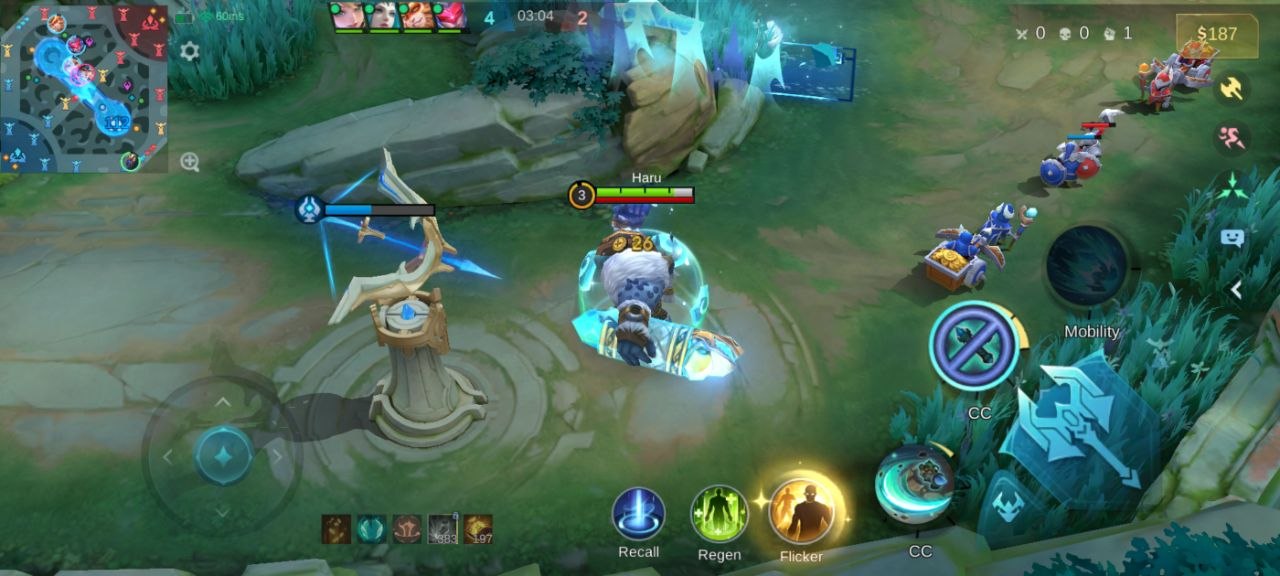 60ms
4 03:04 2
0 0 1
$187
Haru
3
26
Mobility
CC
CC
383 197
Recall Regen Flicker